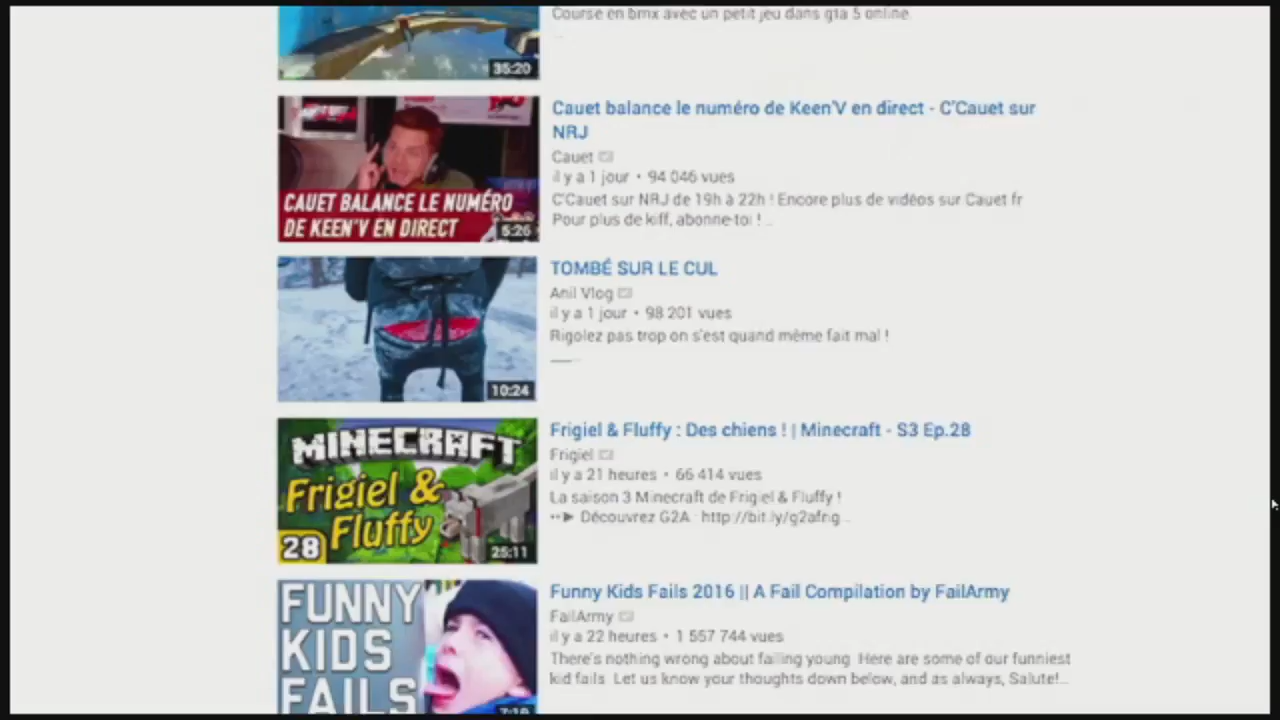 Course en bmx avec un petit jeu dans gta 5 online.
35:20
Cauet balance le numéro de Keen'V en direct - C'Cauet sur
NRJ
Cauet
il y a 1 jour • 94 046 vues
C'Cauet sur NRJ de 19h à 22h ! Encore plus de vidéos sur Cauet fr
Pour plus de kiff, abonne-toi ! ...
CAUET BALANCE LE NUMÉRO
DE KEEN'V EN DIRECT
5:26
TOMBÉ SUR LE CUL
Anil Vlog
il y a 1 jour • 98 201 vues
Rigolez pas trop on s'est quand même fait mal !
10:24
Frigiel & Fluffy : Des chiens ! | Minecraft - S3 Ep.28
Frigiel
il y a 21 heures • 66 414 vues
La saison 3 Minecraft de Frigiel & Fluffy !
••► Découvrez G2A : http://bit.ly/g2afrig...
MINECRAFT
Frigiel &
Fluffy
28
25:11
Funny Kids Fails 2016 || A Fail Compilation by FailArmy
FailArmy
il y a 22 heures • 1 557 744 vues
There's nothing wrong about failing young. Here are some of our funniest
kid fails. Let us know your thoughts down below, and as always, Salute!...
FUNNY
KIDS
FAILS